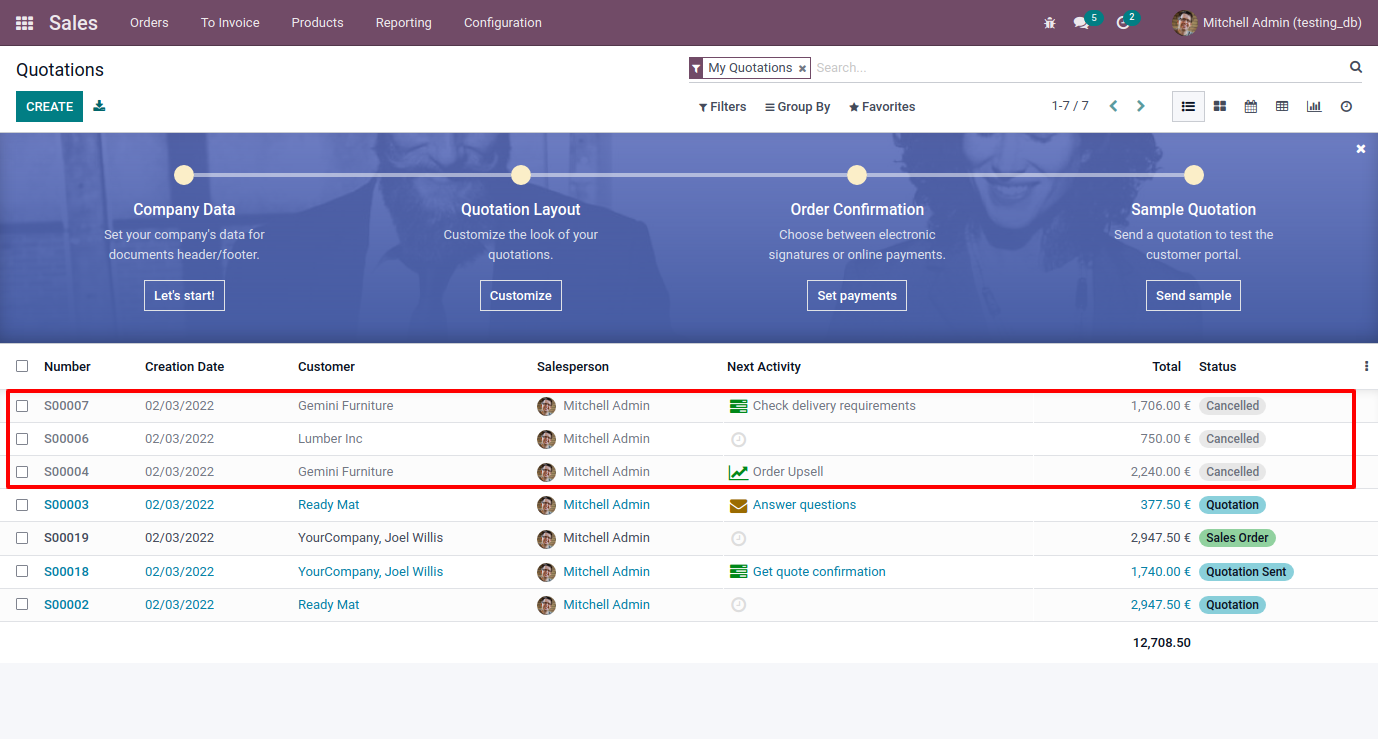 Sales Orders To Invoice Products Reporting Configuration 5 2 Mitchell Admin (testing_db)
Quotations My Quotations × Search...
CREATE Filters Group By Favorites 1-7 / 7
Company Data Quotation Layout Order Confirmation Sample Quotation
Set your company's data for Customize the look of your Choose between electronic Send a quotation to test the
documents header/footer. quotations. signatures or online payments. customer portal.
Let's start! Customize Set payments Send sample
Number Creation Date Customer Salesperson Next Activity Total Status
S00007 02/03/2022 Gemini Furniture Mitchell Admin Check delivery requirements 1,706.00 € Cancelled
S00006 02/03/2022 Lumber Inc Mitchell Admin 750.00 € Cancelled
S00004 02/03/2022 Gemini Furniture Mitchell Admin Order Upsell 2,240.00 € Cancelled
S00003 02/03/2022 Ready Mat Mitchell Admin Answer questions 377.50 € Quotation
S00019 02/03/2022 YourCompany, Joel Willis Mitchell Admin 2,947.50 € Sales Order
S00018 02/03/2022 YourCompany, Joel Willis Mitchell Admin Get quote confirmation 1,740.00 € Quotation Sent
S00002 02/03/2022 Ready Mat Mitchell Admin 2,947.50 € Quotation
12,708.50